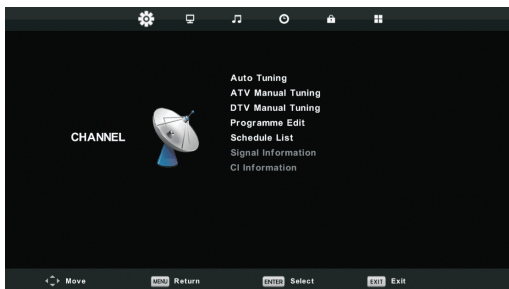 Auto Tuning
ATV Manual Tuning
DTV Manual Tuning
Programme Edit
CHANNEL
Schedule List
Signal Information
CI Information
Move
MENU Return
ENTER Select
EXIT Exit